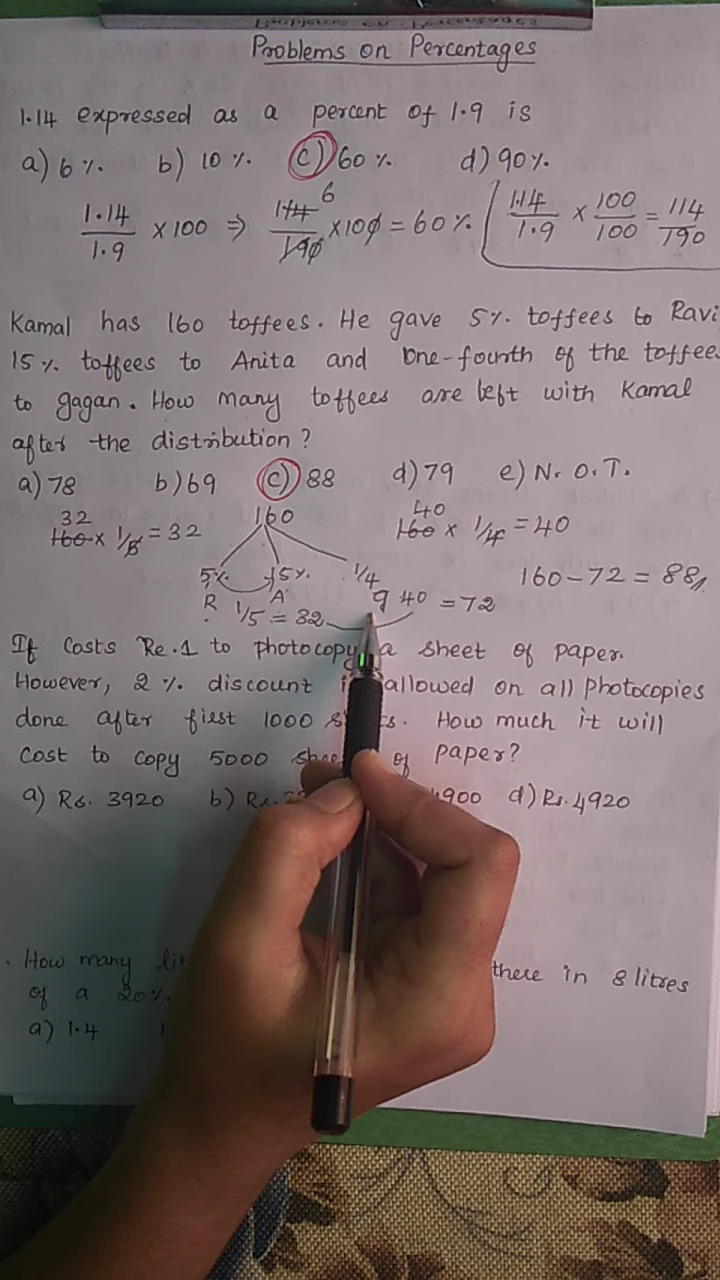 Problems on Percentages
1.14 expressed as a percent of 1.9 is
a) 6 %. b) 10 %. (c) 60 %. d) 90%.
1.14/1.9 × 100 ⇒ 114/190 6 × 100 = 60 %. 1.14/1.9 × 100/100 = 114/190
Kamal has 160 toffees. He gave 5%. toffees to Ravi
15 %. toffees to Anita and One-fourth of the toffee
to gagan. How many toffees are left with Kamal
after the distribution ?
a) 78 b) 69 (c) 88 d) 79 e) N. O. T.
32 160 40
160 × 1/5 = 32 160 × 1/4 = 40
5%. 15%. 1/4 160 - 72 = 88
R A g 40 = 72
1/5 = 32
If Costs Re.1 to photocopy a sheet of paper.
However, 2 %. discount allowed on all Photocopies
done after first 1000 How much it will
Cost to copy 5000 of paper?
a) Rs. 3920 b) 4900 d) Rs. 4920
. How many there in 8 litres
of a 20%.
a) 1.4